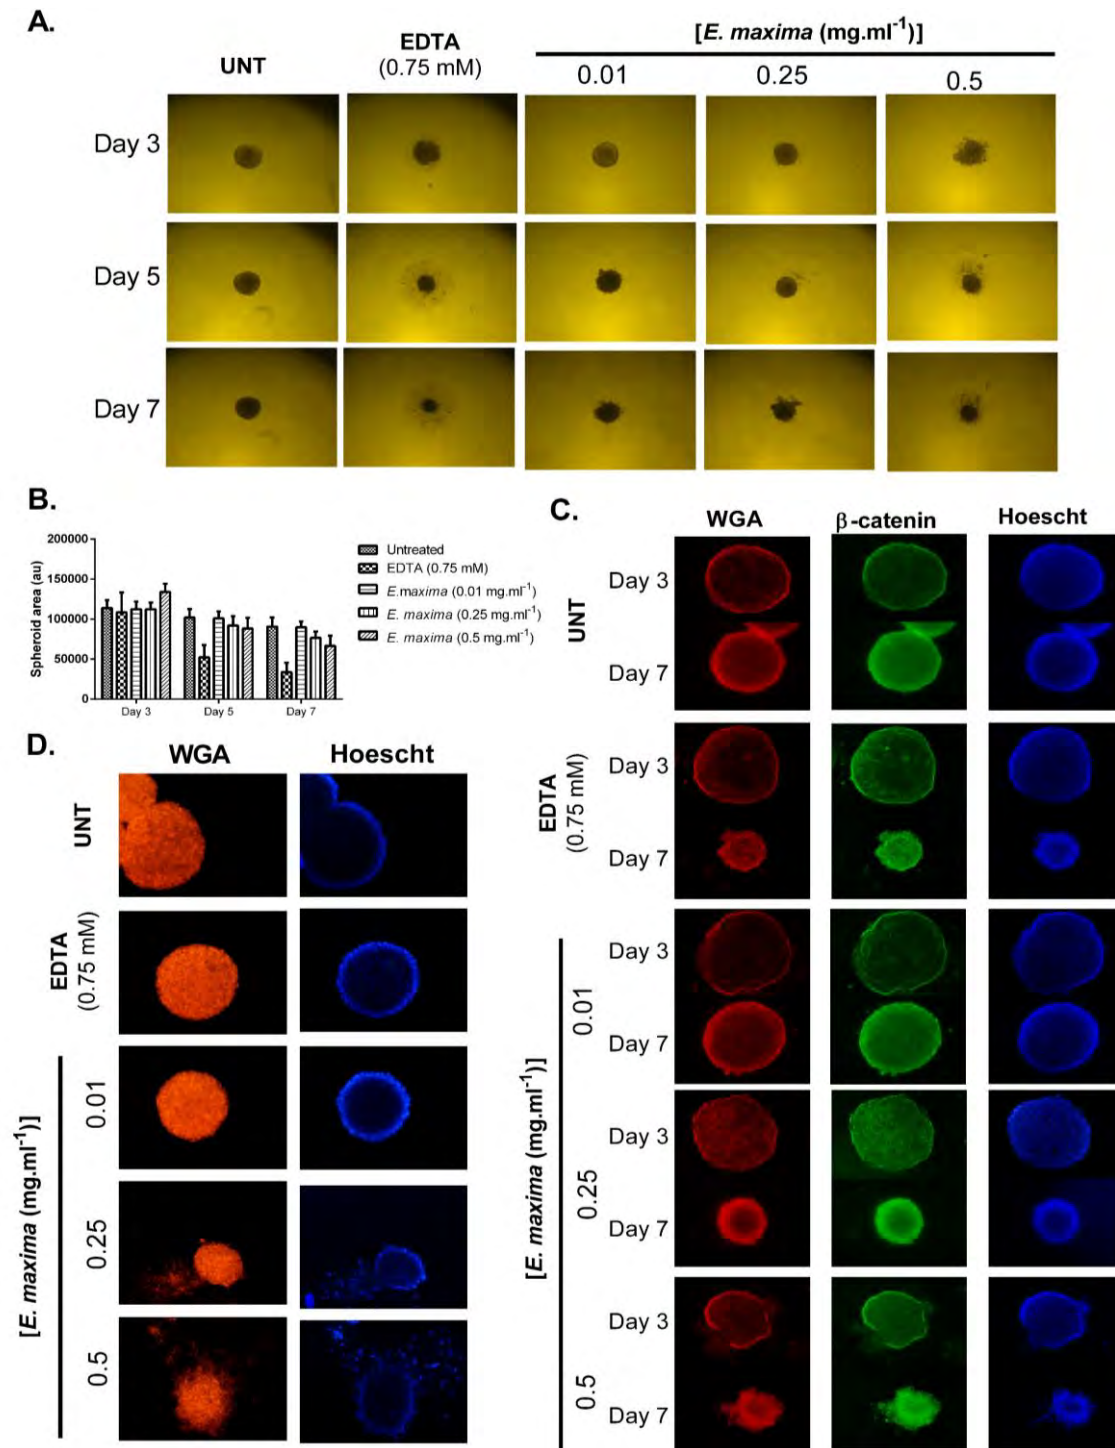 A.
UNT
EDTA
(0.75 mM)
[E. maxima (mg.ml⁻¹)]
0.01
0.25
0.5
Day 3
Day 5
Day 7
B.
200000
150000
100000
50000
0
Spheroid area (au)
Day 3
Day 5
Day 7
Untreated
EDTA (0.75 mM)
E.maxima (0.01 mg.ml⁻¹)
E. maxima (0.25 mg.ml⁻¹)
E. maxima (0.5 mg.ml⁻¹)
C.
WGA
β-catenin
Hoescht
UNT
Day 3
Day 7
EDTA
(0.75 mM)
Day 3
Day 7
[E. maxima (mg.ml⁻¹)]
0.01
Day 3
Day 7
0.25
Day 3
Day 7
0.5
Day 3
Day 7
D.
WGA
Hoescht
UNT
EDTA
(0.75 mM)
[E. maxima (mg.ml⁻¹)]
0.01
0.25
0.5